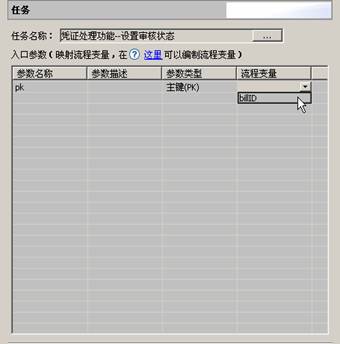 任务
任务名称： 凭证处理功能--设置审核状态 ...
入口参数（映射流程变量，在 ? 这里 可以编制流程变量）
参数名称 参数描述 参数类型 流程变量
pk 主键(PK)
billID